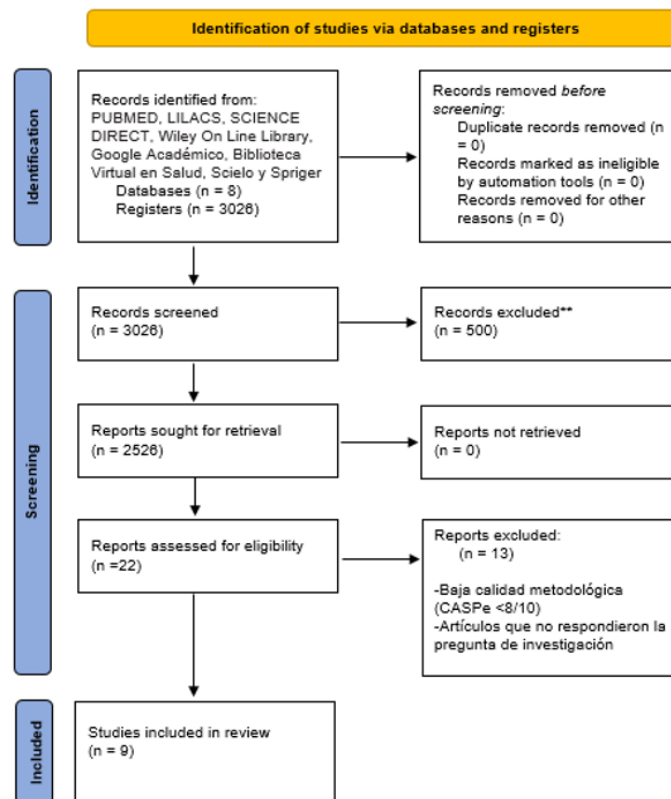 Identification of studies via databases and registers
Identification
Records identified from:
PUBMED, LILACS, SCIENCE
DIRECT, Wiley On Line Library,
Google Académico, Biblioteca
Virtual en Salud, Scielo y Spriger
Databases (n = 8)
Registers (n = 3026)
Records removed before
screening:
Duplicate records removed (n
= 0)
Records marked as ineligible
by automation tools (n = 0)
Records removed for other
reasons (n = 0)
Screening
Records screened
(n = 3026)
Records excluded**
(n = 500)
Reports sought for retrieval
(n = 2526)
Reports not retrieved
(n = 0)
Reports assessed for eligibility
(n =22)
Reports excluded:
(n = 13)
-Baja calidad metodológica
(CASPe <8/10)
-Artículos que no respondieron la
pregunta de investigación
Included
Studies included in review
(n = 9)